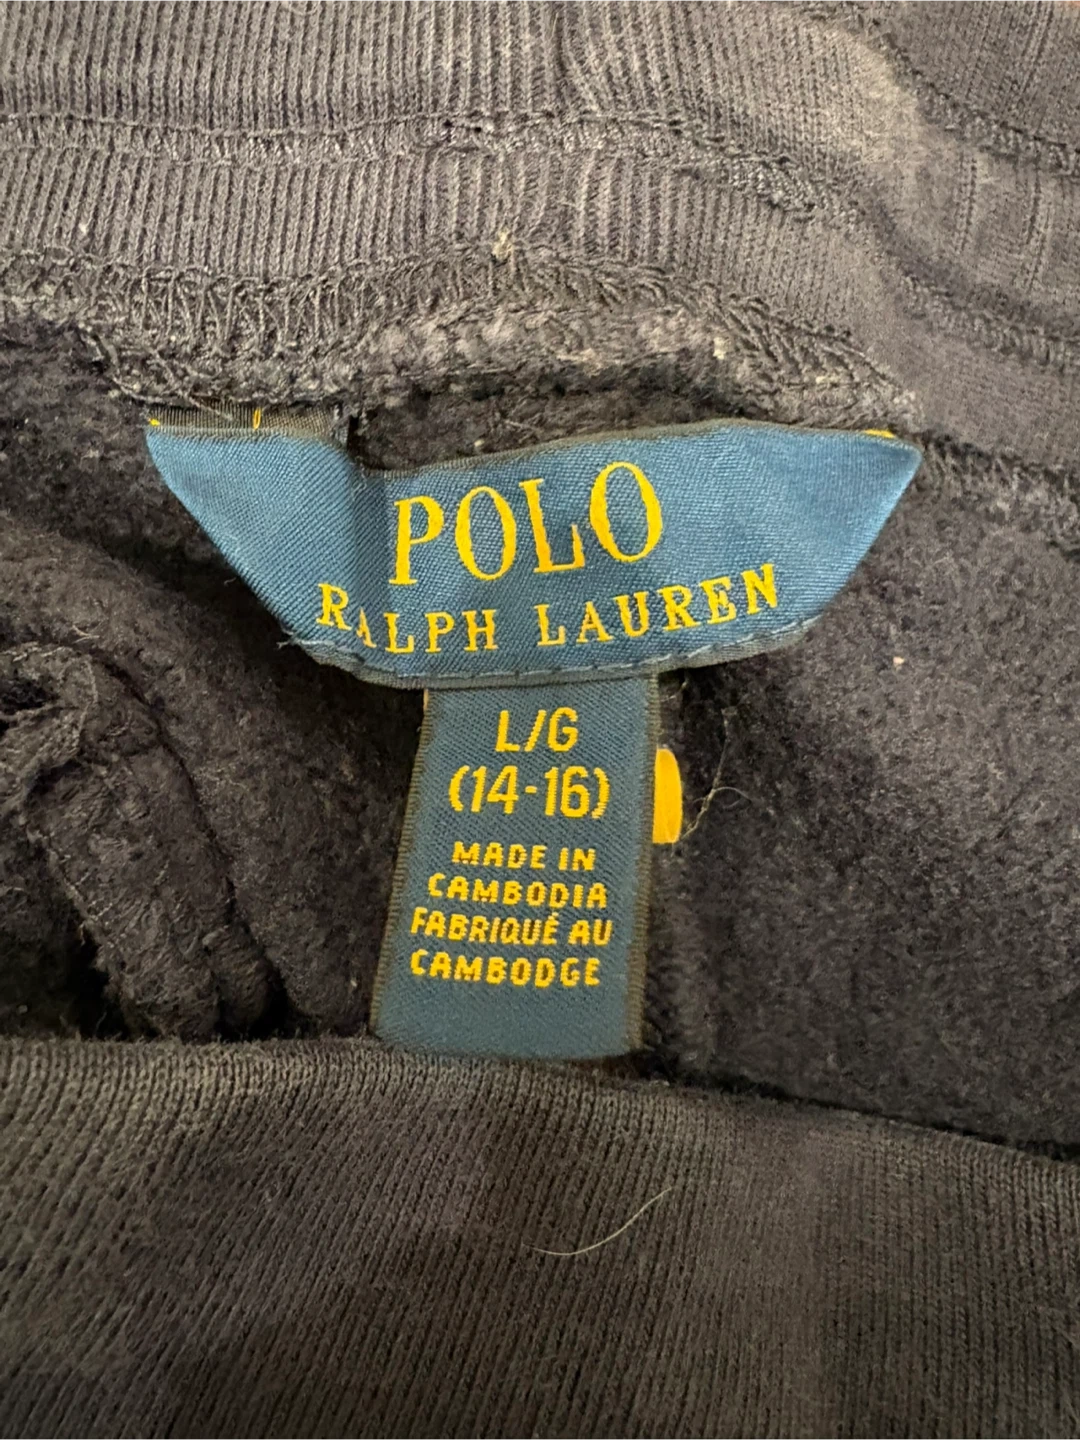 POLO
RALPH LAUREN
L/G
(14-16)
MADE IN
CAMBODIA
FABRIQUÉ AU
CAMBODGE